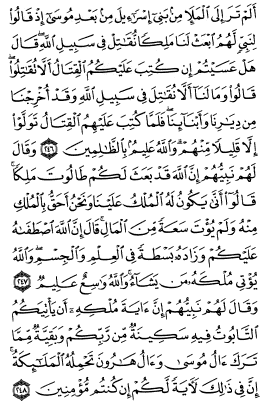 أَلَمْ تَرَ إِلَى ٱلْمَلَإِ مِنۢ بَنِىٓ إِسْرَٰٓءِيلَ مِنۢ بَعْدِ مُوسَىٰٓ إِذْ قَالُوا۟
لِنَبِىٍّ لَّهُمُ ٱبْعَثْ لَنَا مَلِكًا نُّقَٰتِلْ فِى سَبِيلِ ٱللَّهِ ۖ قَالَ
هَلْ عَسَيْتُمْ إِن كُتِبَ عَلَيْكُمُ ٱلْقِتَالُ أَلَّا تُقَٰتِلُوا۟ ۖ
قَالُوا۟ وَمَا لَنَآ أَلَّا نُقَٰتِلَ فِى سَبِيلِ ٱللَّهِ وَقَدْ أُخْرِجْنَا
مِن دِيَٰرِنَا وَأَبْنَآئِنَا ۖ فَلَمَّا كُتِبَ عَلَيْهِمُ ٱلْقِتَالُ تَوَلَّوْا۟
إِلَّا قَلِيلًا مِّنْهُمْ ۗ وَٱللَّهُ عَلِيمٌۢ بِٱلظَّٰلِمِينَ ﴿٢٤٦﴾ وَقَالَ
لَهُمْ نَبِيُّهُمْ إِنَّ ٱللَّهَ قَدْ بَعَثَ لَكُمْ طَالُوتَ مَلِكًا ۚ
قَالُوٓا۟ أَنَّىٰ يَكُونُ لَهُ ٱلْمُلْكُ عَلَيْنَا وَنَحْنُ أَحَقُّ بِٱلْمُلْكِ
مِنْهُ وَلَمْ يُؤْتَ سَعَةً مِّنَ ٱلْمَالِ ۚ قَالَ إِنَّ ٱللَّهَ ٱصْطَفَىٰهُ
عَلَيْكُمْ وَزَادَهُۥ بَسْطَةً فِى ٱلْعِلْمِ وَٱلْجِسْمِ ۖ وَٱللَّهُ
يُؤْتِى مُلْكَهُۥ مَن يَشَآءُ ۚ وَٱللَّهُ وَٰسِعٌ عَلِيمٌ ﴿٢٤٧﴾
وَقَالَ لَهُمْ نَبِيُّهُمْ إِنَّ ءَايَةَ مُلْكِهِۦٓ أَن يَأْتِيَكُمُ
ٱلتَّابُوتُ فِيهِ سَكِينَةٌ مِّن رَّبِّكُمْ وَبَقِيَّةٌ مِّمَّا
تَرَكَ ءَالُ مُوسَىٰ وَءَالُ هَٰرُونَ تَحْمِلُهُ ٱلْمَلَٰٓئِكَةُ ۚ
إِنَّ فِى ذَٰلِكَ لَءَايَةً لَّكُمْ إِن كُنتُم مُّؤْمِنِينَ ﴿٢٤٨﴾